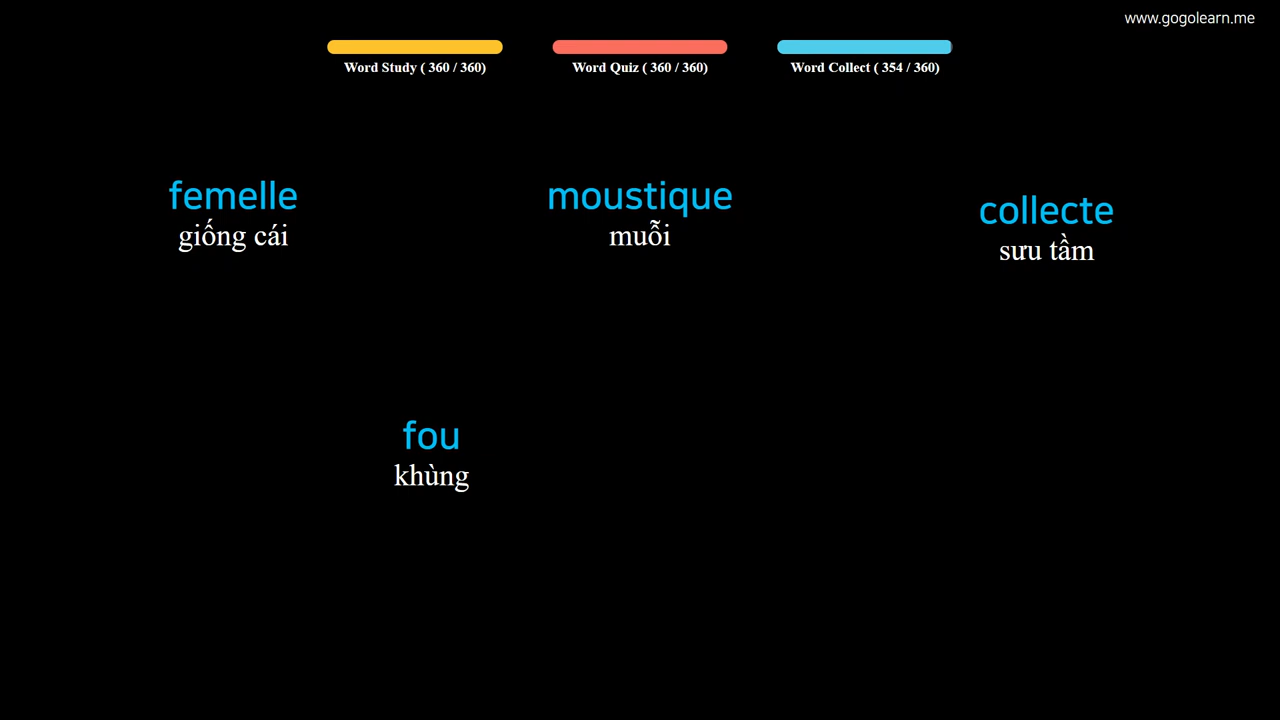 www.gogolearn.me
Word Study ( 360 / 360)
Word Quiz ( 360 / 360)
Word Collect ( 354 / 360)
femelle
giống cái
moustique
muỗi
collecte
sưu tầm
fou
khùng